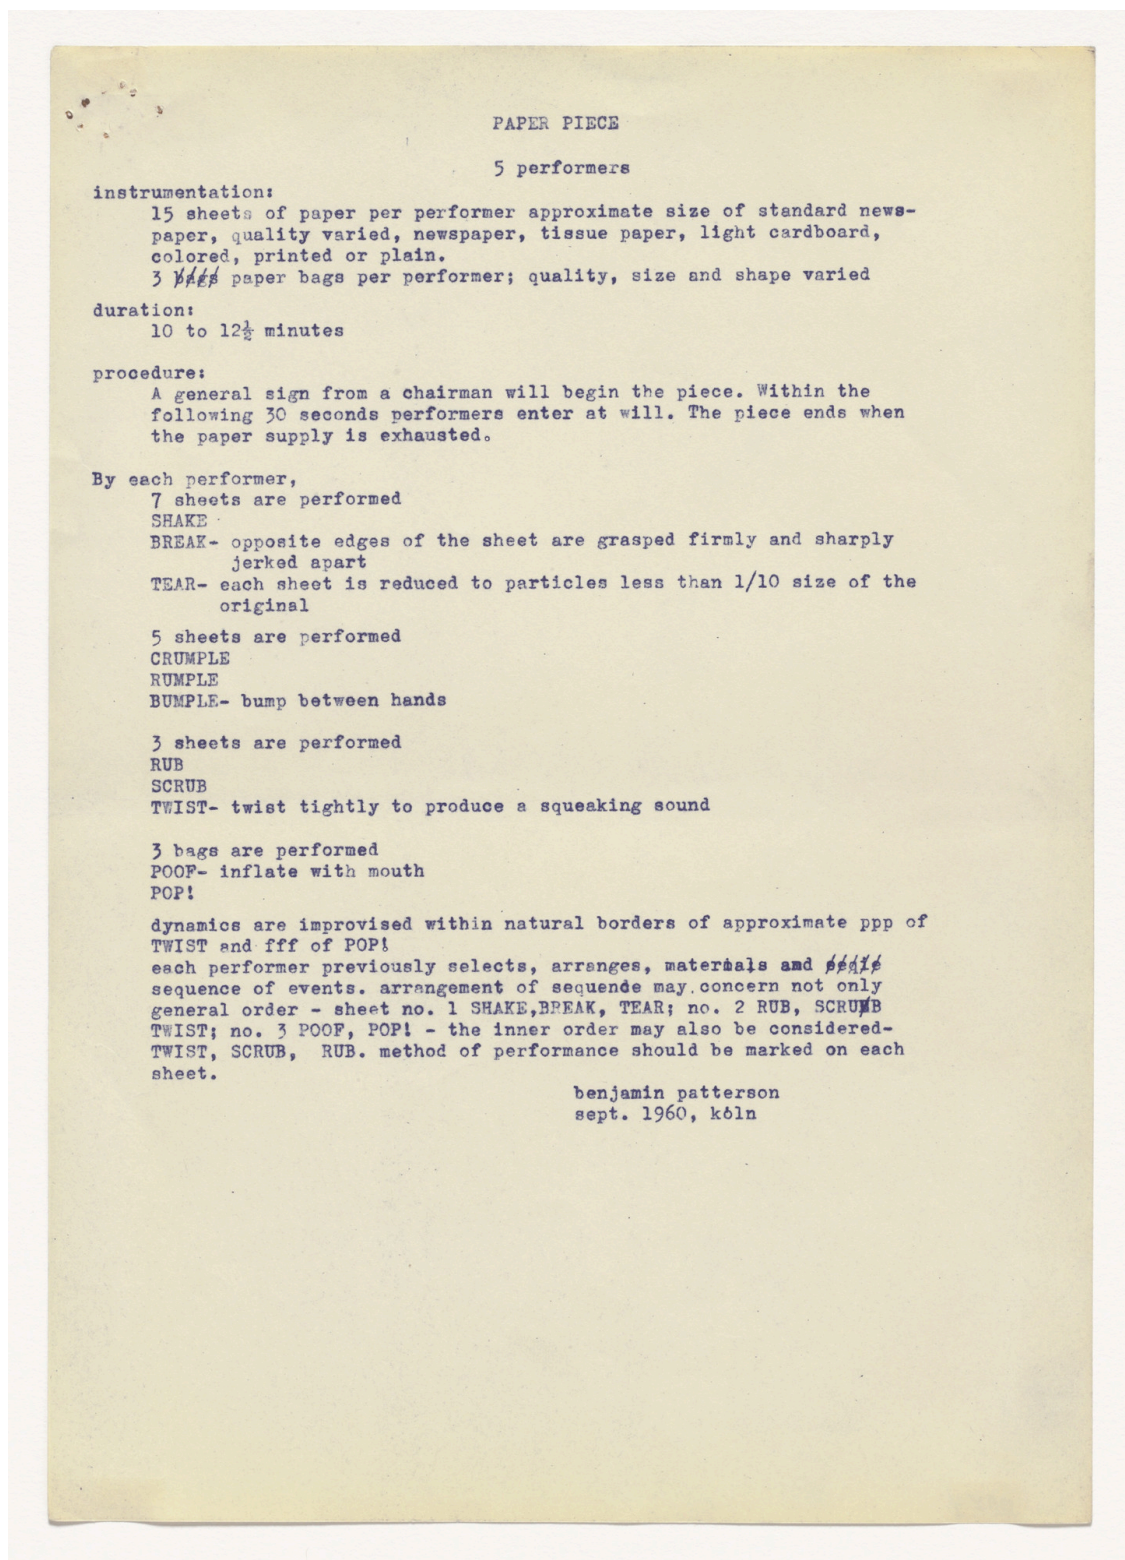 PAPER PIECE
5 performers
instrumentation:
15 sheets of paper per performer approximate size of standard news-
paper, quality varied, newspaper, tissue paper, light cardboard,
colored, printed or plain.
3 bags paper bags per performer; quality, size and shape varied
duration:
10 to 12½ minutes
procedure:
A general sign from a chairman will begin the piece. Within the
following 30 seconds performers enter at will. The piece ends when
the paper supply is exhausted.
By each performer,
7 sheets are performed
SHAKE
BREAK- opposite edges of the sheet are grasped firmly and sharply
jerked apart
TEAR- each sheet is reduced to particles less than 1/10 size of the
original
5 sheets are performed
CRUMPLE
RUMPLE
BUMPLE- bump between hands
3 sheets are performed
RUB
SCRUB
TWIST- twist tightly to produce a squeaking sound
3 bags are performed
POOF- inflate with mouth
POP!
dynamics are improvised within natural borders of approximate ppp of
TWIST and fff of POP!
each performer previously selects, arranges, materials and
sequence of events. arrangement of sequende may concern not only
general order - sheet no. 1 SHAKE,BREAK, TEAR; no. 2 RUB, SCRUB
TWIST; no. 3 POOF, POP! - the inner order may also be considered-
TWIST, SCRUB, RUB. method of performance should be marked on each
sheet.
benjamin patterson
sept. 1960, köln